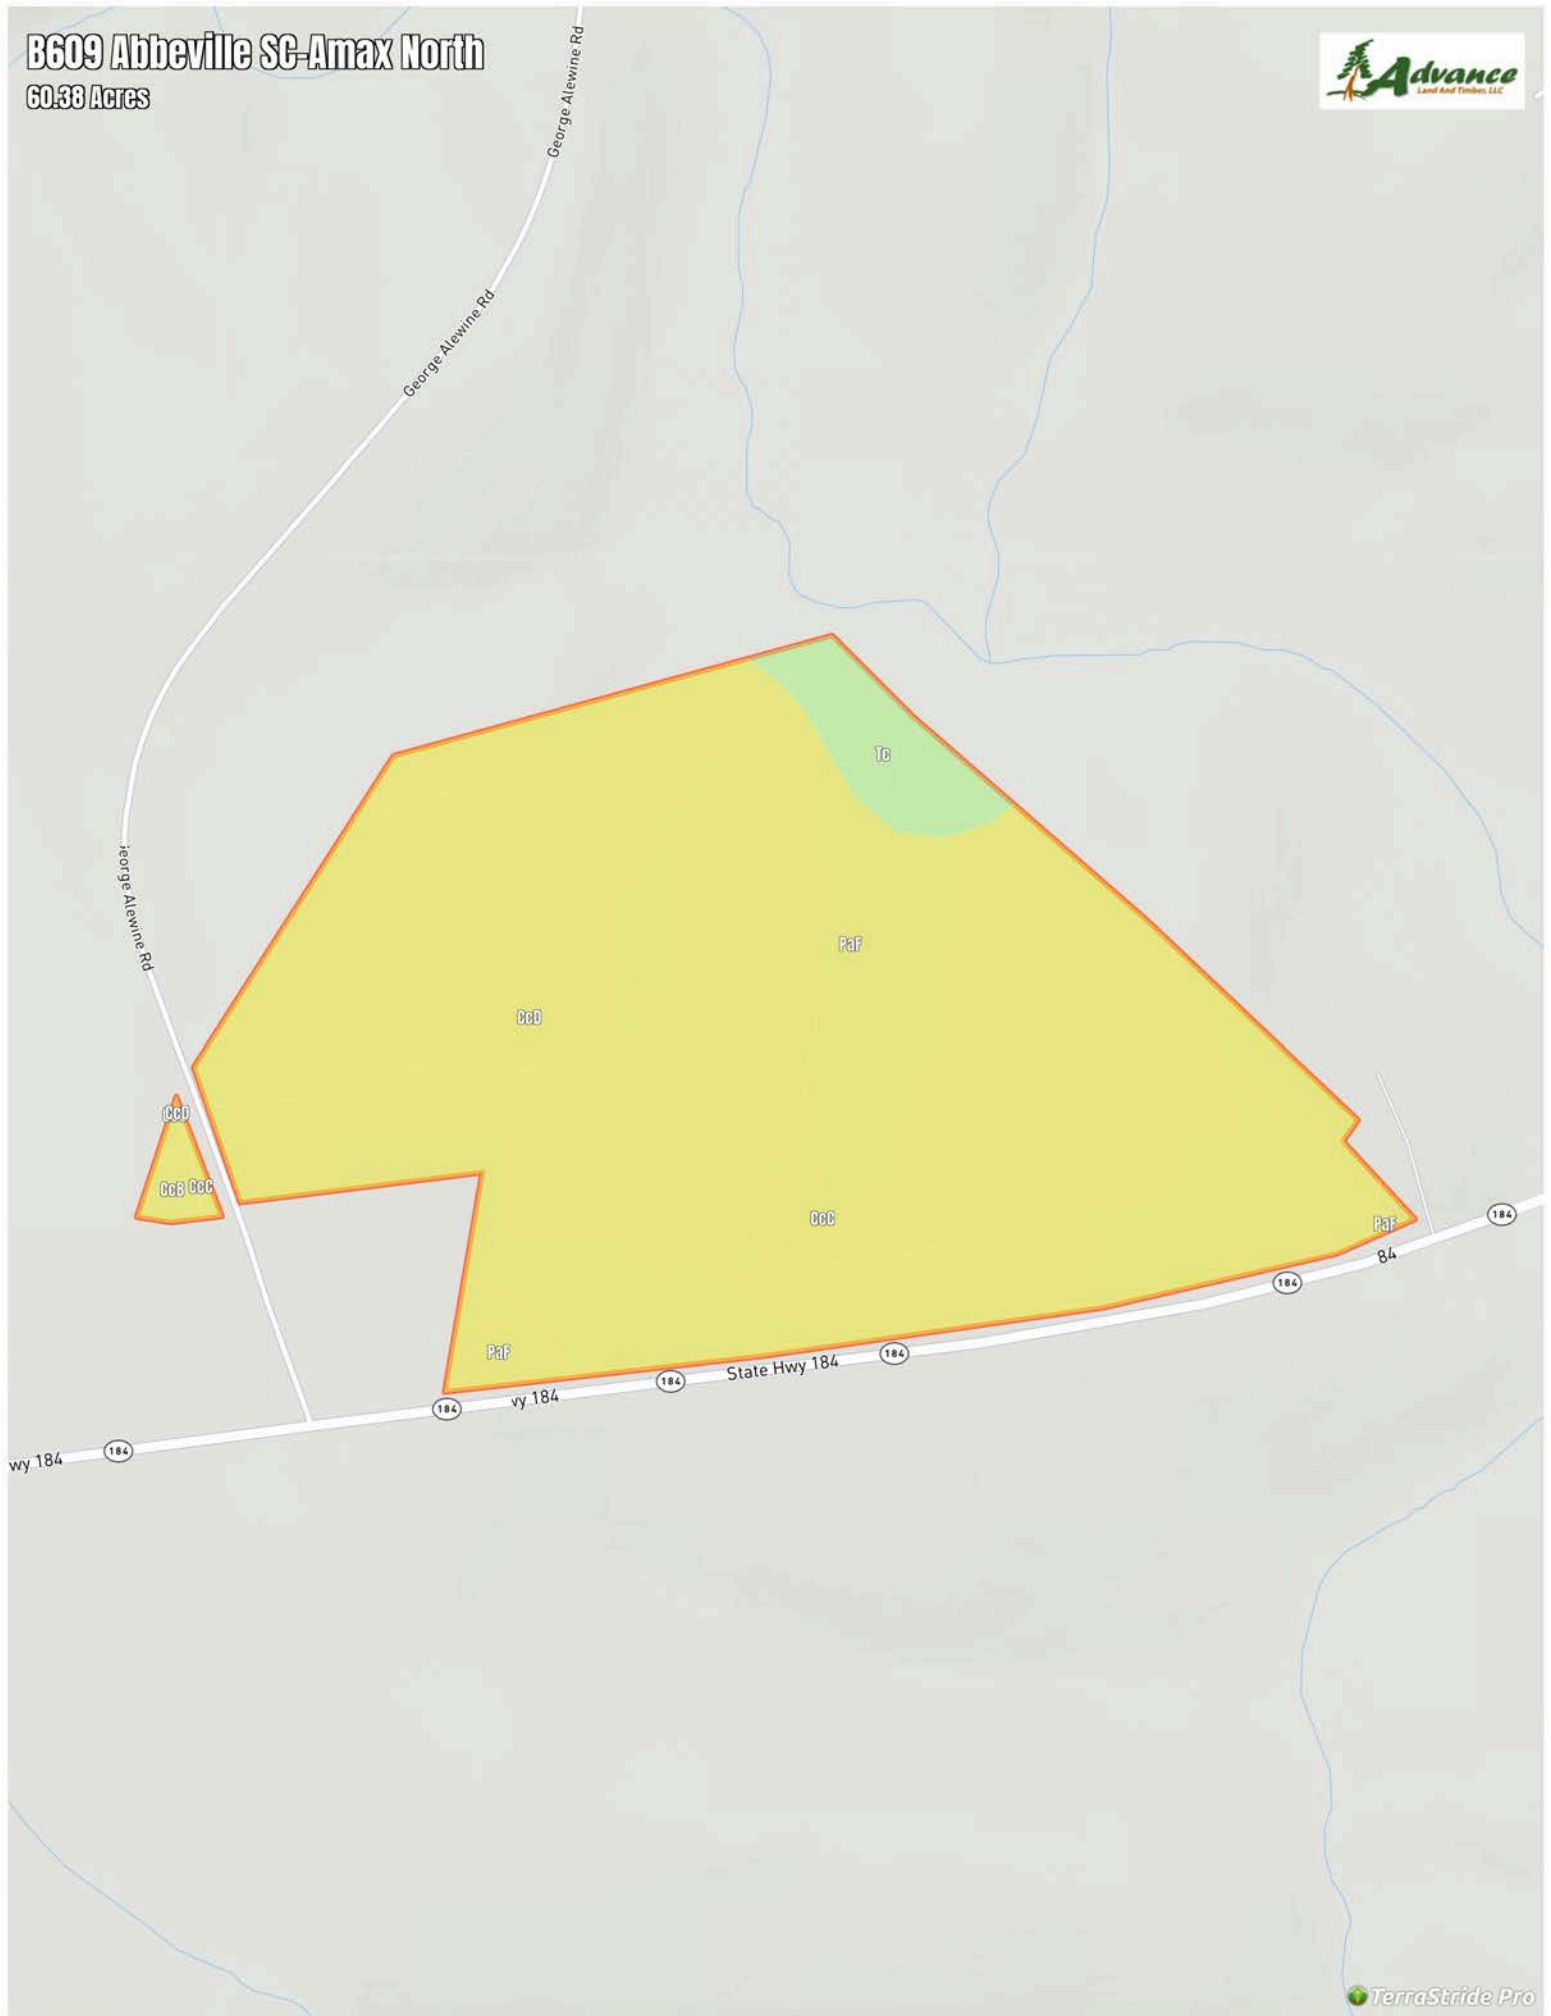 B609 Abbeville SC-Amax North
60.38 Acres
Advance
Land And Timber, LLC
George Alewine Rd
George Alewine Rd
eorge Alewine Rd
Tc
PaF
CcD
CcD
CcB CcC
CcC
PaF
PaF
184
84
184
184
State Hwy 184
184
vy 184
184
184
wy 184
TerraStride Pro